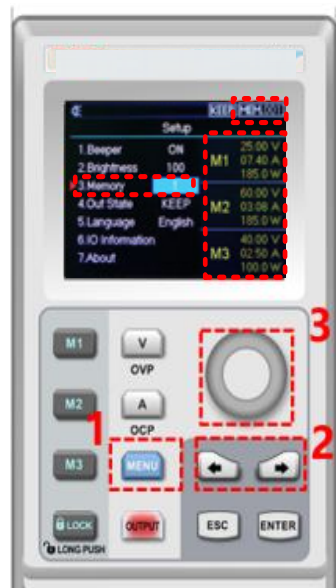 KEEP MEM001
Setup
1.Beeper ON
2.Brightness 100
3.Memory 1
4.Out State KEEP
5.Language English
6.IO Information
7.About
M1 25.00 V
07.40 A
185.0 W
M2 60.00 V
03.08 A
185.0 W
M3 40.00 V
02.50 A
100.0 W
3
M1 V
OVP
M2 A
OCP
1
M3 MENU
2
LOCK OUTPUT ESC ENTER
LONG PUSH